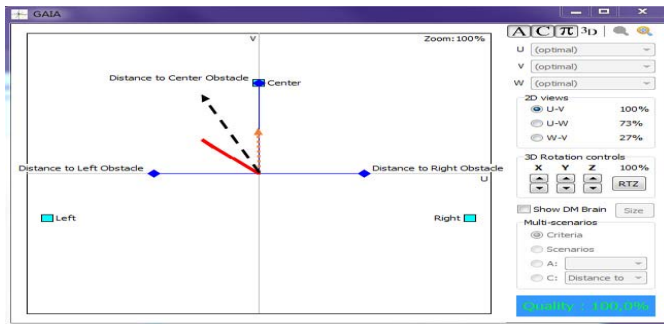 GAIA
V
Zoom: 100%
Distance to Center Obstacle
Center
Distance to Left Obstacle
Distance to Right Obstacle
U
Left
Right
A C π 3D
U (optimal)
V (optimal)
W (optimal)
2D views
U-V 100%
U-W 73%
W-V 27%
3D Rotation controls
X Y Z 100%
RTZ
Show DM Brain Size
Multi-scenarios
Criteria
Scenarios
A:
C: Distance to
Quality : 100,0%